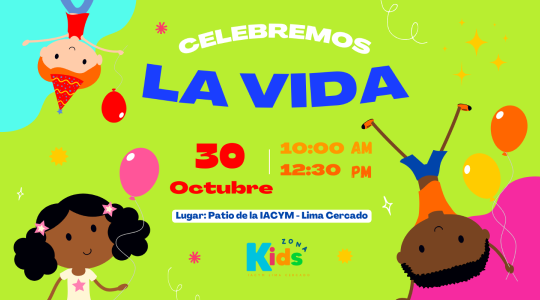 CELEBREMOS
LA VIDA
30
Octubre
10:00 AM
12:30 PM
Lugar: Patio de la IACYM - Lima Cercado
ZONA
Kids